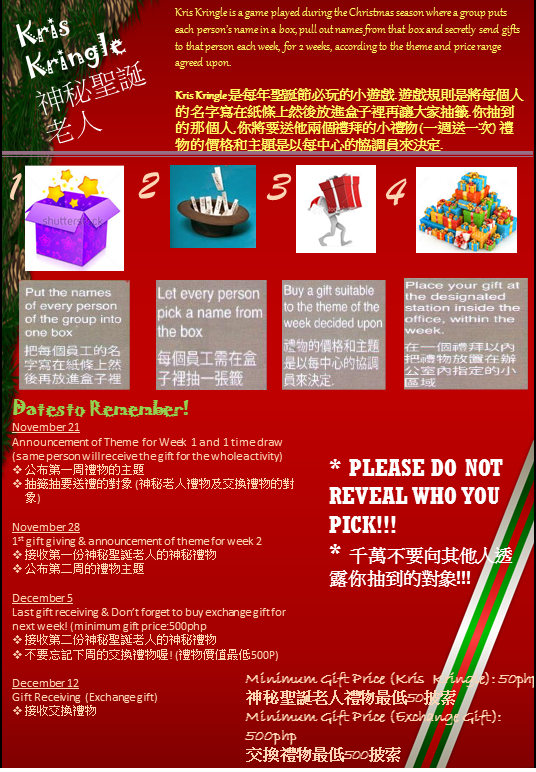 Kris
Kringle
神秘聖誕
老人
Kris Kringle is a game played during the Christmas season where a group puts
each person's name in a box, pull out names from that box and secretly send gifts
to that person each week, for 2 weeks, according to the theme and price range
agreed upon.
Kris Kringle 是每年聖誕節必玩的小遊戲. 遊戲規則是將每個人
的名字寫在紙條上然後放進盒子裡再讓大家抽籤. 你抽到
的那個人, 你將要送他兩個禮拜的小禮物 (一週送一次) 禮
物的價格和主題是以每中心的協調員來決定.
1
2
3
4
shutterstock
Put the names
of every person
of the group into
one box
把每個員工的名
字寫在紙條上然
後再放進盒子裡
Let every person
pick a name from
the box
每個員工需在盒
子裡抽一張籤
Buy a gift suitable
to the theme of the
week decided upon
禮物的價格和主題
是以每中心的協調
員來決定.
Place your gift at
the designated
station inside the
office, within the
week.
在一個禮拜以內
把禮物放置在辦
公室內指定的小
區域
Dates to Remember!
November 21
Announcement of Theme for Week 1 and 1 time draw
(same person will receive the gift for the whole activity)
❖ 公布第一周禮物的主題
❖ 抽籤抽要送禮的對象 (神秘老人禮物及交換禮物的對
象)
November 28
1st gift giving & announcement of theme for week 2
❖ 接收第一份神秘聖誕老人的神秘禮物
❖ 公布第二周的禮物主題
December 5
Last gift receiving & Don't forget to buy exchange gift for
next week! (minimum gift price:500php
❖ 接收第二份神秘聖誕老人的神秘禮物
❖ 不要忘記下周的交換禮物喔! (禮物價值最低500P)
December 12
Gift Receiving (Exchange gift)
❖ 接收交換禮物
* PLEASE DO NOT
REVEAL WHO YOU
PICK!!!
* 千萬不要向其他人透
露你抽到的對象!!!
Minimum Gift Price (Kris Kringle): 50php
神秘聖誕老人禮物最低50披索
Minimum Gift Price (Exchange Gift):
500php
交換禮物最低500披索